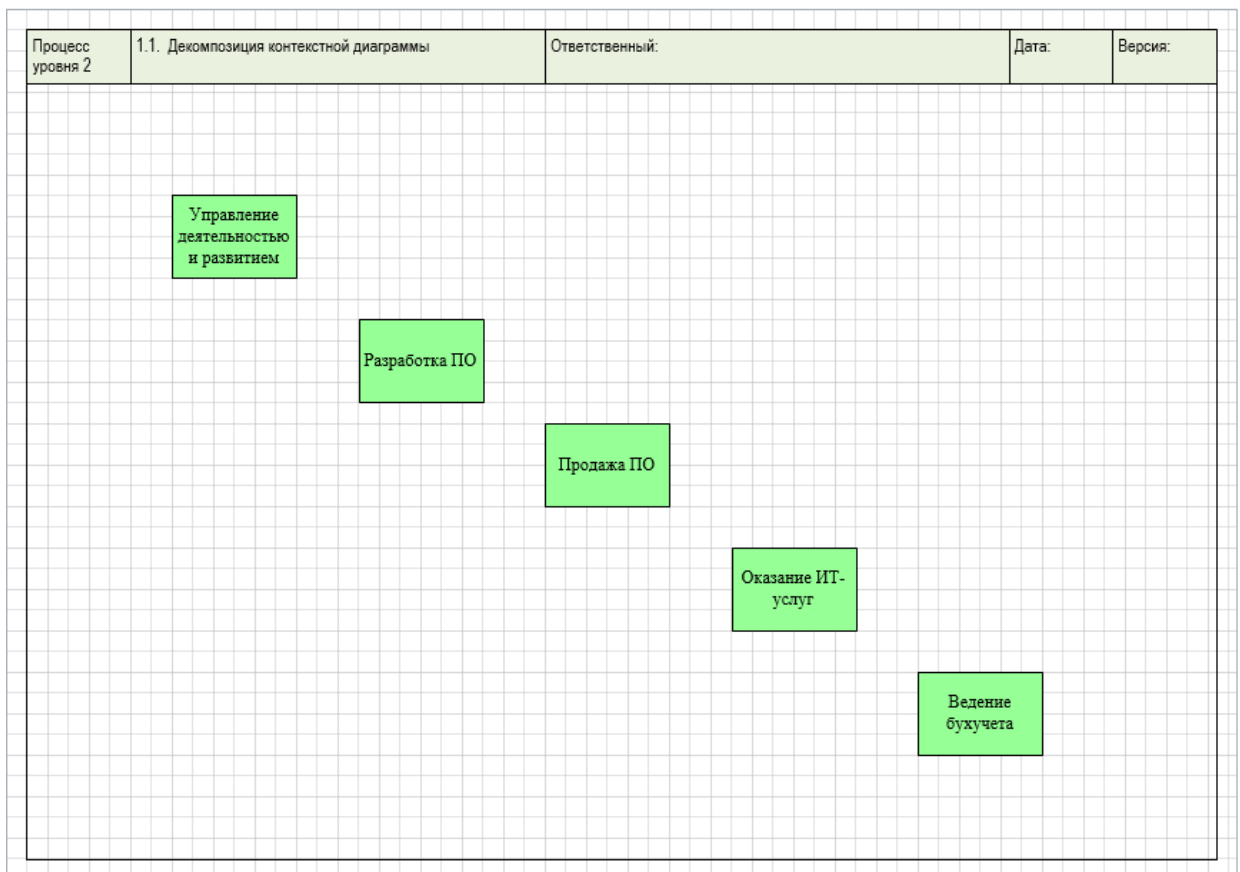 Процесс
уровня 2
1.1. Декомпозиция контекстной диаграммы
Ответственный:
Дата:
Версия:
Управление
деятельностью
и развитием
Разработка ПО
Продажа ПО
Оказание ИТ-
услуг
Ведение
бухучета